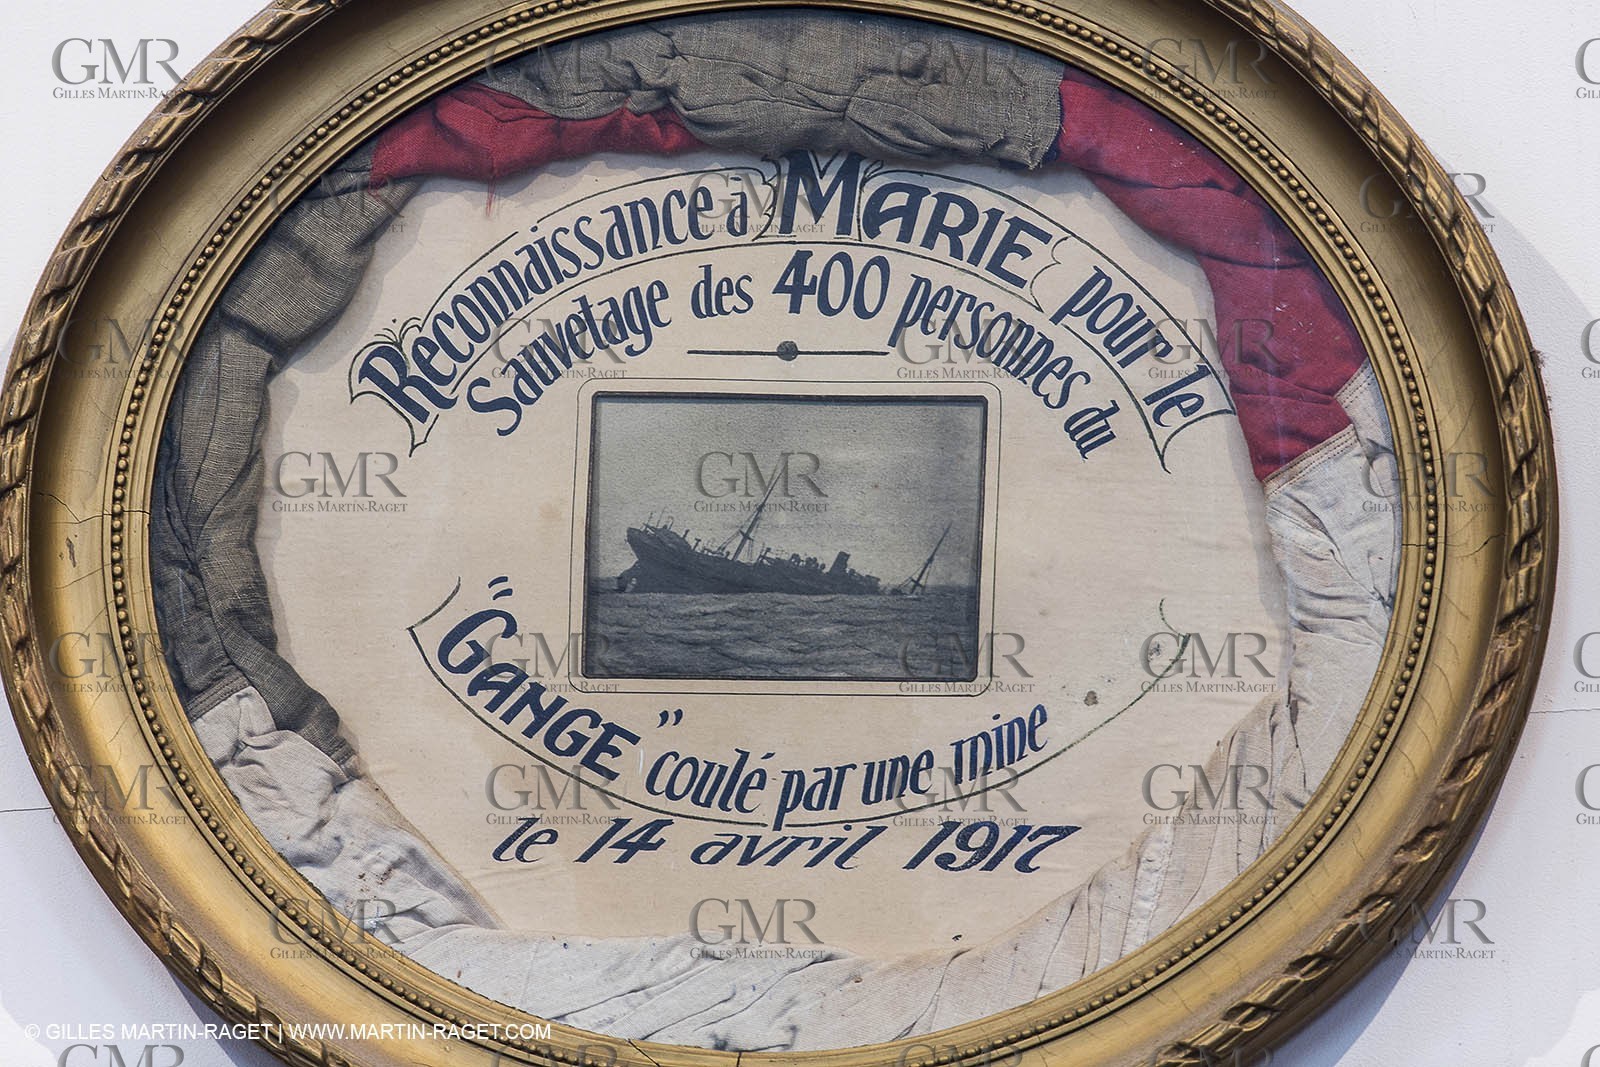 Reconnaissance à MARIE pour le
Sauvetage des 400 personnes du
"GANGE" coulé par une mine
le 14 avril 1917
GMR
GILLES MARTIN-RAGET
© GILLES MARTIN-RAGET | WWW.MARTIN-RAGET.COM